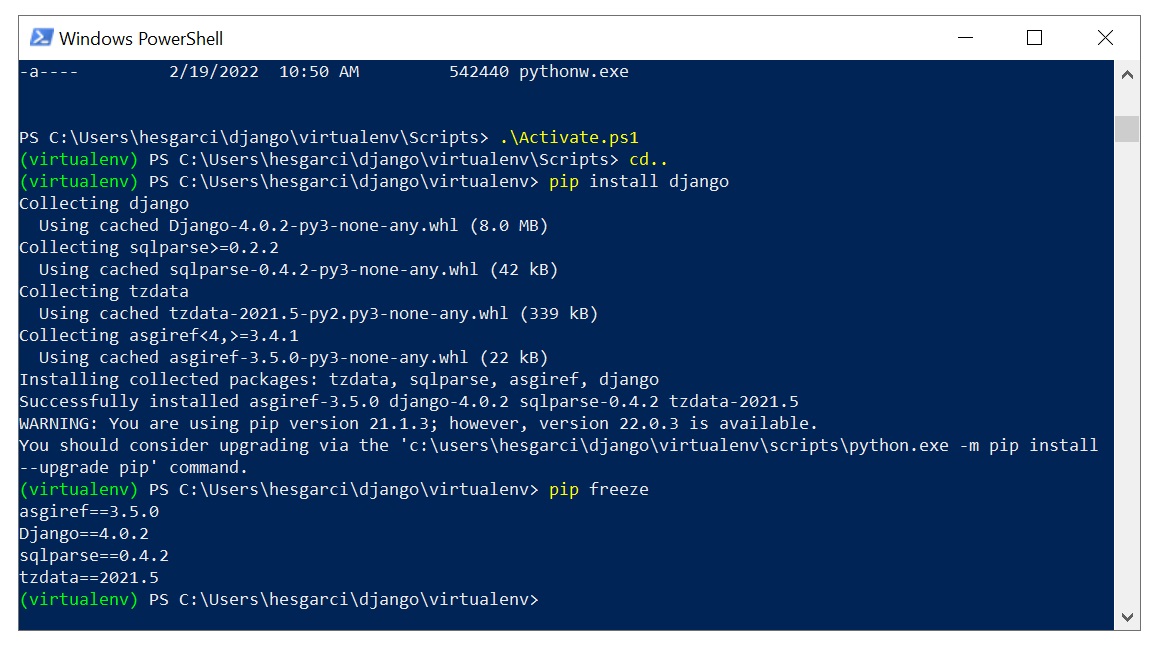 Windows PowerShell
-a----         2/19/2022  10:50 AM         542440 pythonw.exe
PS C:\Users\hesgarci\django\virtualenv\Scripts> .\Activate.ps1
(virtualenv) PS C:\Users\hesgarci\django\virtualenv\Scripts> cd..
(virtualenv) PS C:\Users\hesgarci\django\virtualenv> pip install django
Collecting django
  Using cached Django-4.0.2-py3-none-any.whl (8.0 MB)
Collecting sqlparse>=0.2.2
  Using cached sqlparse-0.4.2-py3-none-any.whl (42 kB)
Collecting tzdata
  Using cached tzdata-2021.5-py2.py3-none-any.whl (339 kB)
Collecting asgiref<4,>=3.4.1
  Using cached asgiref-3.5.0-py3-none-any.whl (22 kB)
Installing collected packages: tzdata, sqlparse, asgiref, django
Successfully installed asgiref-3.5.0 django-4.0.2 sqlparse-0.4.2 tzdata-2021.5
WARNING: You are using pip version 21.1.3; however, version 22.0.3 is available.
You should consider upgrading via the 'c:\users\hesgarci\django\virtualenv\scripts\python.exe -m pip install
--upgrade pip' command.
(virtualenv) PS C:\Users\hesgarci\django\virtualenv> pip freeze
asgiref==3.5.0
Django==4.0.2
sqlparse==0.4.2
tzdata==2021.5
(virtualenv) PS C:\Users\hesgarci\django\virtualenv>